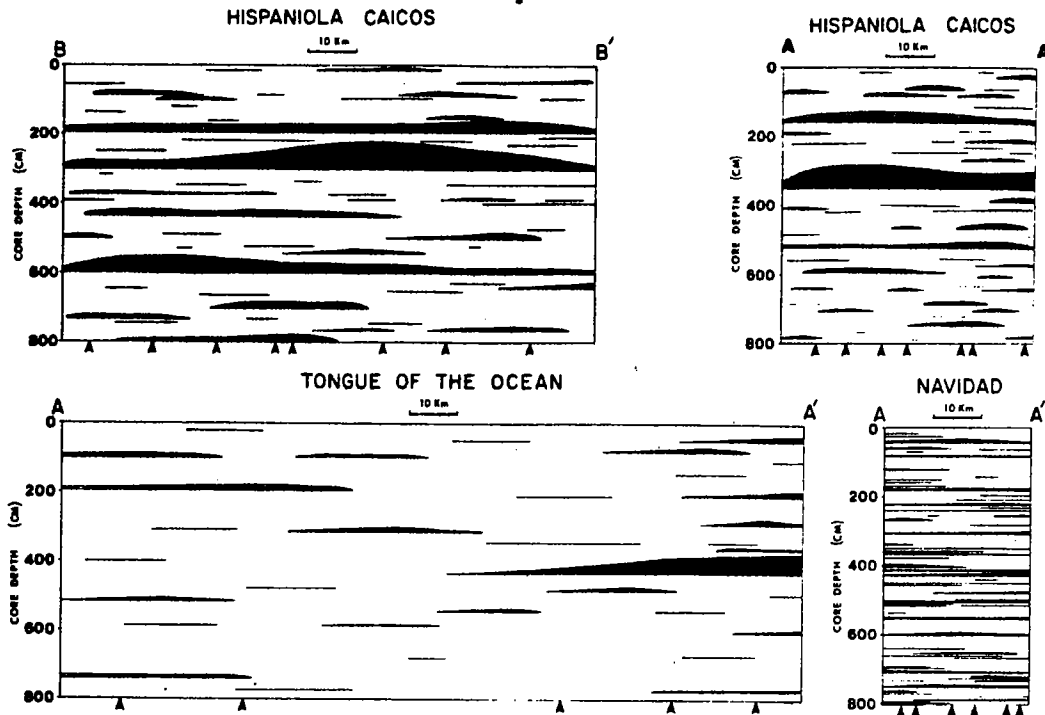 HISPANIOLA CAICOS
10 Km
B B'
0
200
400
600
800
CORE DEPTH (CM)
HISPANIOLA CAICOS
10 Km
A A
0
200
400
600
800
CORE DEPTH (CM)
TONGUE OF THE OCEAN
10 Km
A A'
0
200
400
600
800
CORE DEPTH (CM)
NAVIDAD
10 Km
A A'
0
200
400
600
800
CORE DEPTH (CM)